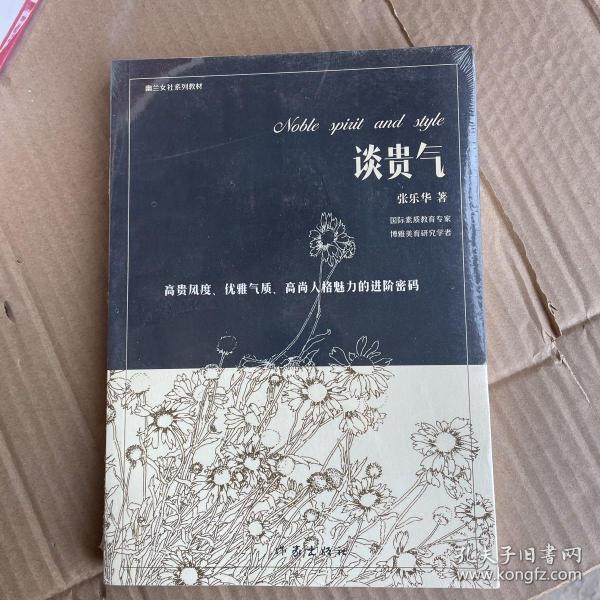 幽兰女社系列教材
Noble spirit and style
谈贵气
张乐华 著
国际素质教育专家
博雅美育研究学者
高贵风度、优雅气质、高尚人格魅力的进阶密码
作家出版社
孔夫子旧书网
www.kongfz.com